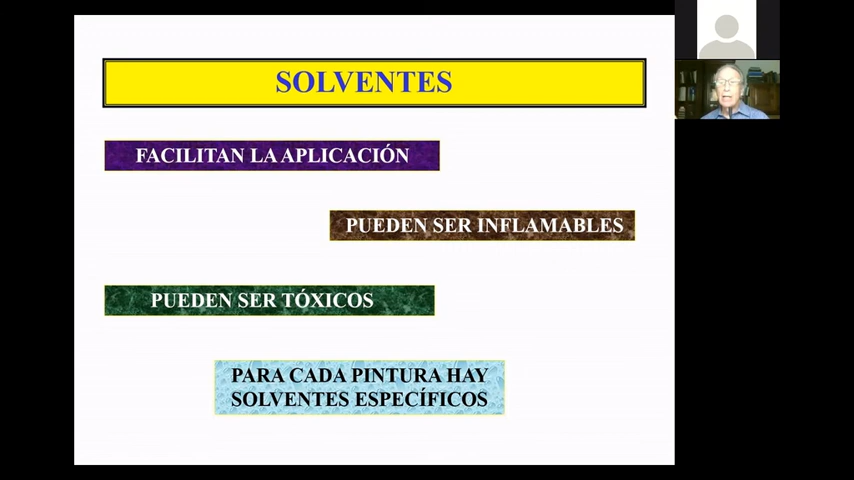 SOLVENTES
FACILITAN LA APLICACIÓN
PUEDEN SER INFLAMABLES
PUEDEN SER TÓXICOS
PARA CADA PINTURA HAY
SOLVENTES ESPECÍFICOS